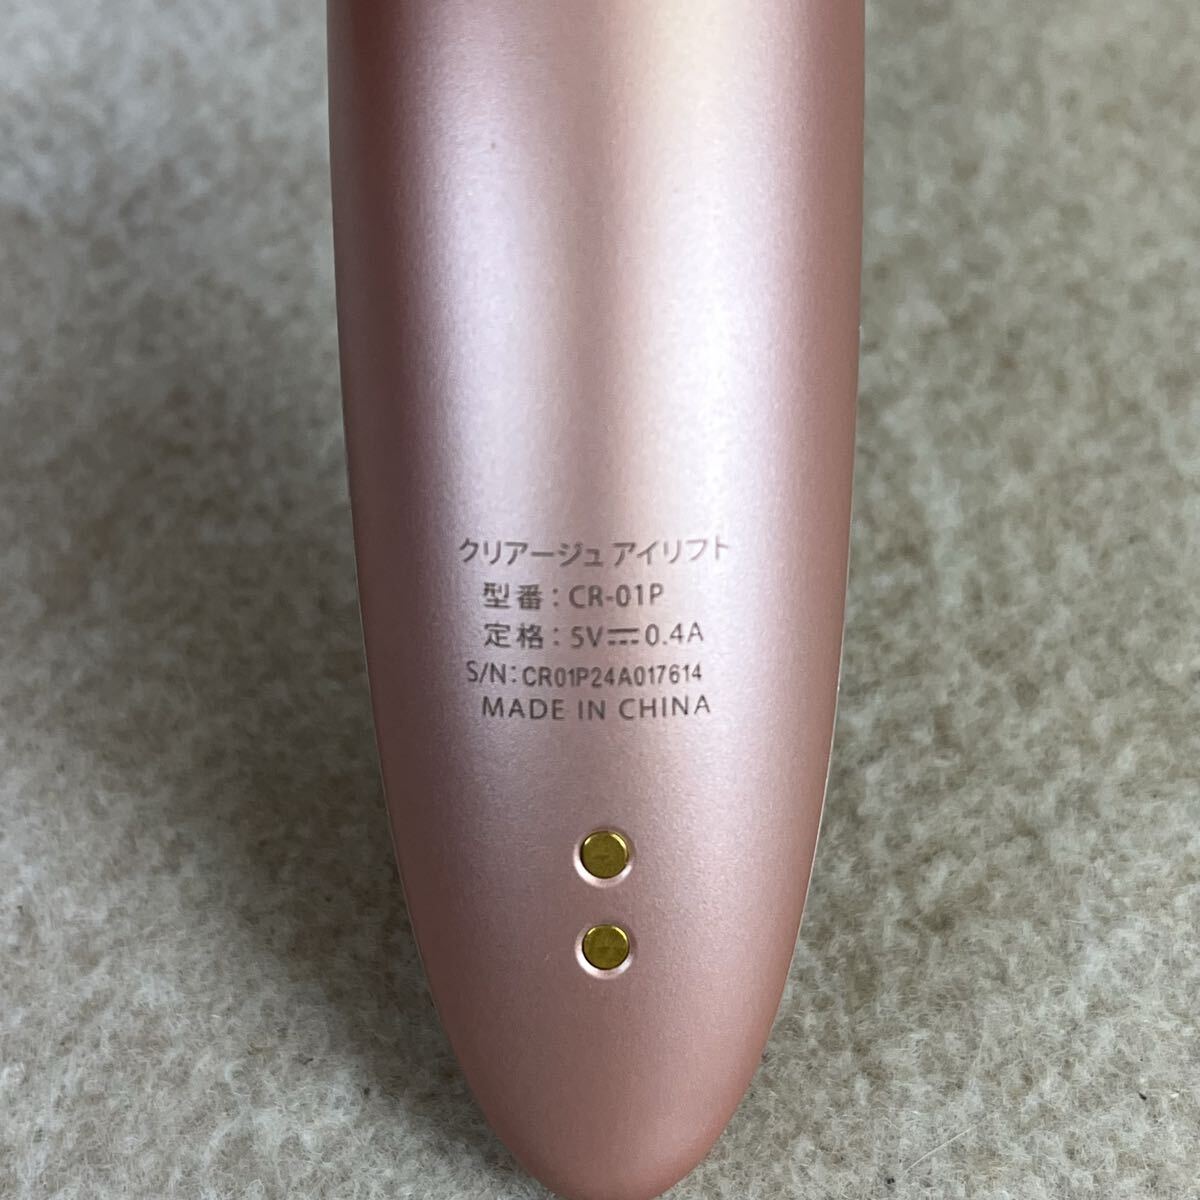 クリアージュ アイリフト
型番：CR-01P
定格：5V⎓0.4A
S/N：CR01P24A017614
MADE IN CHINA